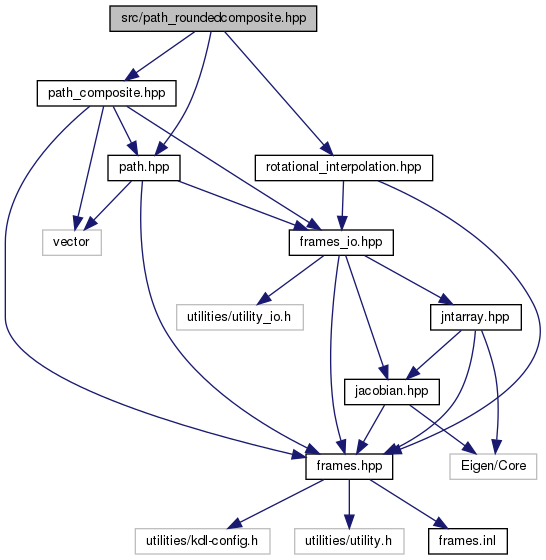 src/path_roundedcomposite.hpp
path_composite.hpp
path.hpp
rotational_interpolation.hpp
vector
frames_io.hpp
utilities/utility_io.h
jntarray.hpp
jacobian.hpp
frames.hpp
Eigen/Core
utilities/kdl-config.h
utilities/utility.h
frames.inl